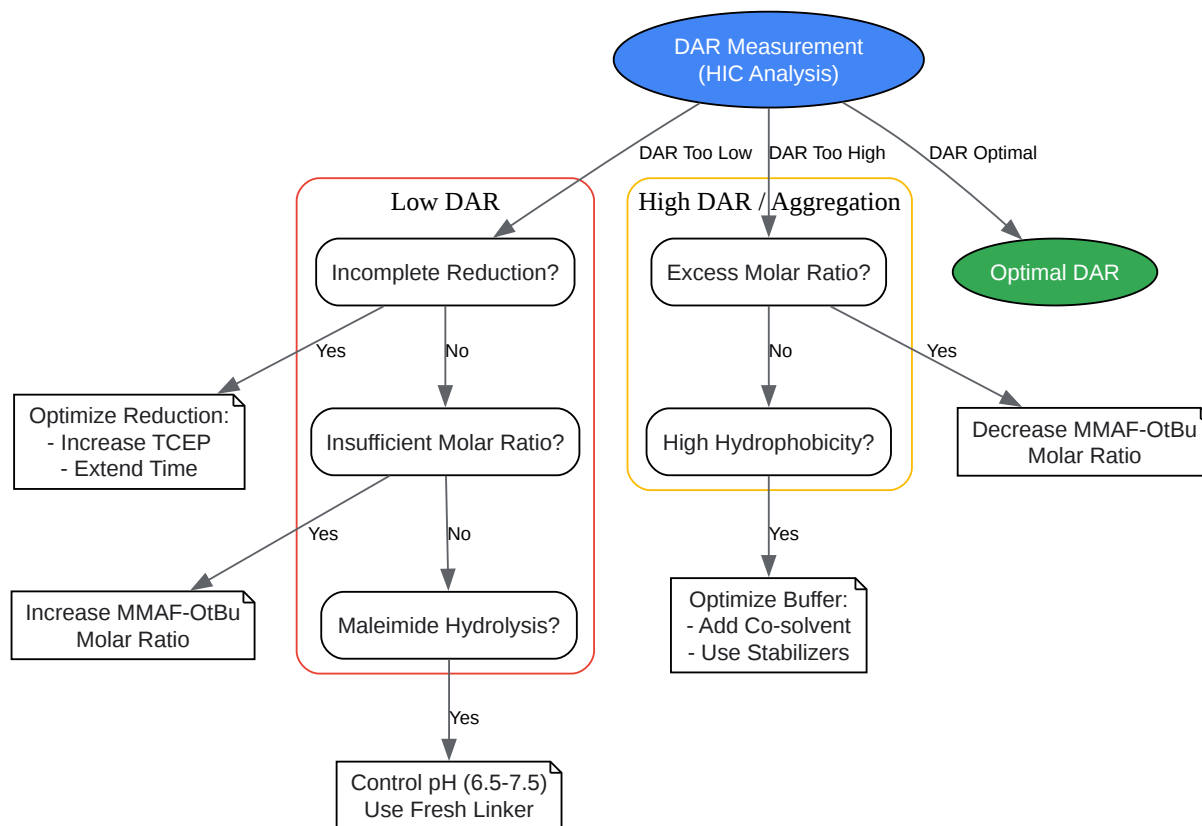 DAR Measurement
(HIC Analysis)
DAR Too Low
DAR Too High
DAR Optimal
Low DAR
High DAR / Aggregation
Incomplete Reduction?
Excess Molar Ratio?
Optimal DAR
Yes
No
No
Yes
Optimize Reduction:
- Increase TCEP
- Extend Time
Insufficient Molar Ratio?
High Hydrophobicity?
Decrease MMAF-OtBu
Molar Ratio
Yes
No
Yes
Increase MMAF-OtBu
Molar Ratio
Maleimide Hydrolysis?
Optimize Buffer:
- Add Co-solvent
- Use Stabilizers
Yes
Control pH (6.5-7.5)
Use Fresh Linker